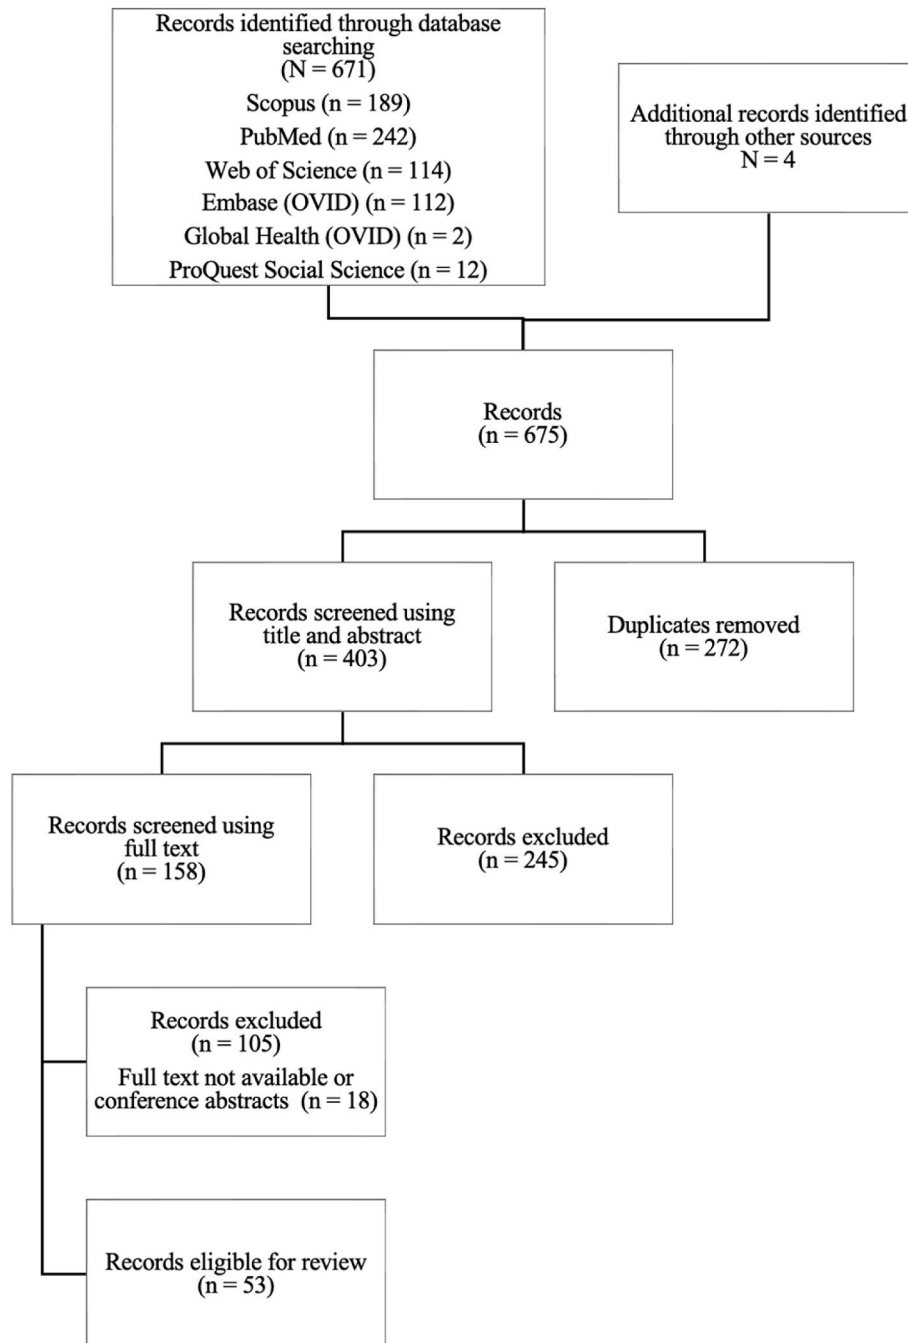 Records identified through database
searching
(N = 671)
Scopus (n = 189)
PubMed (n = 242)
Web of Science (n = 114)
Embase (OVID) (n = 112)
Global Health (OVID) (n = 2)
ProQuest Social Science (n = 12)
Additional records identified
through other sources
N = 4
Records
(n = 675)
Records screened using
title and abstract
(n = 403)
Duplicates removed
(n = 272)
Records screened using
full text
(n = 158)
Records excluded
(n = 245)
Records excluded
(n = 105)
Full text not available or
conference abstracts (n = 18)
Records eligible for review
(n = 53)